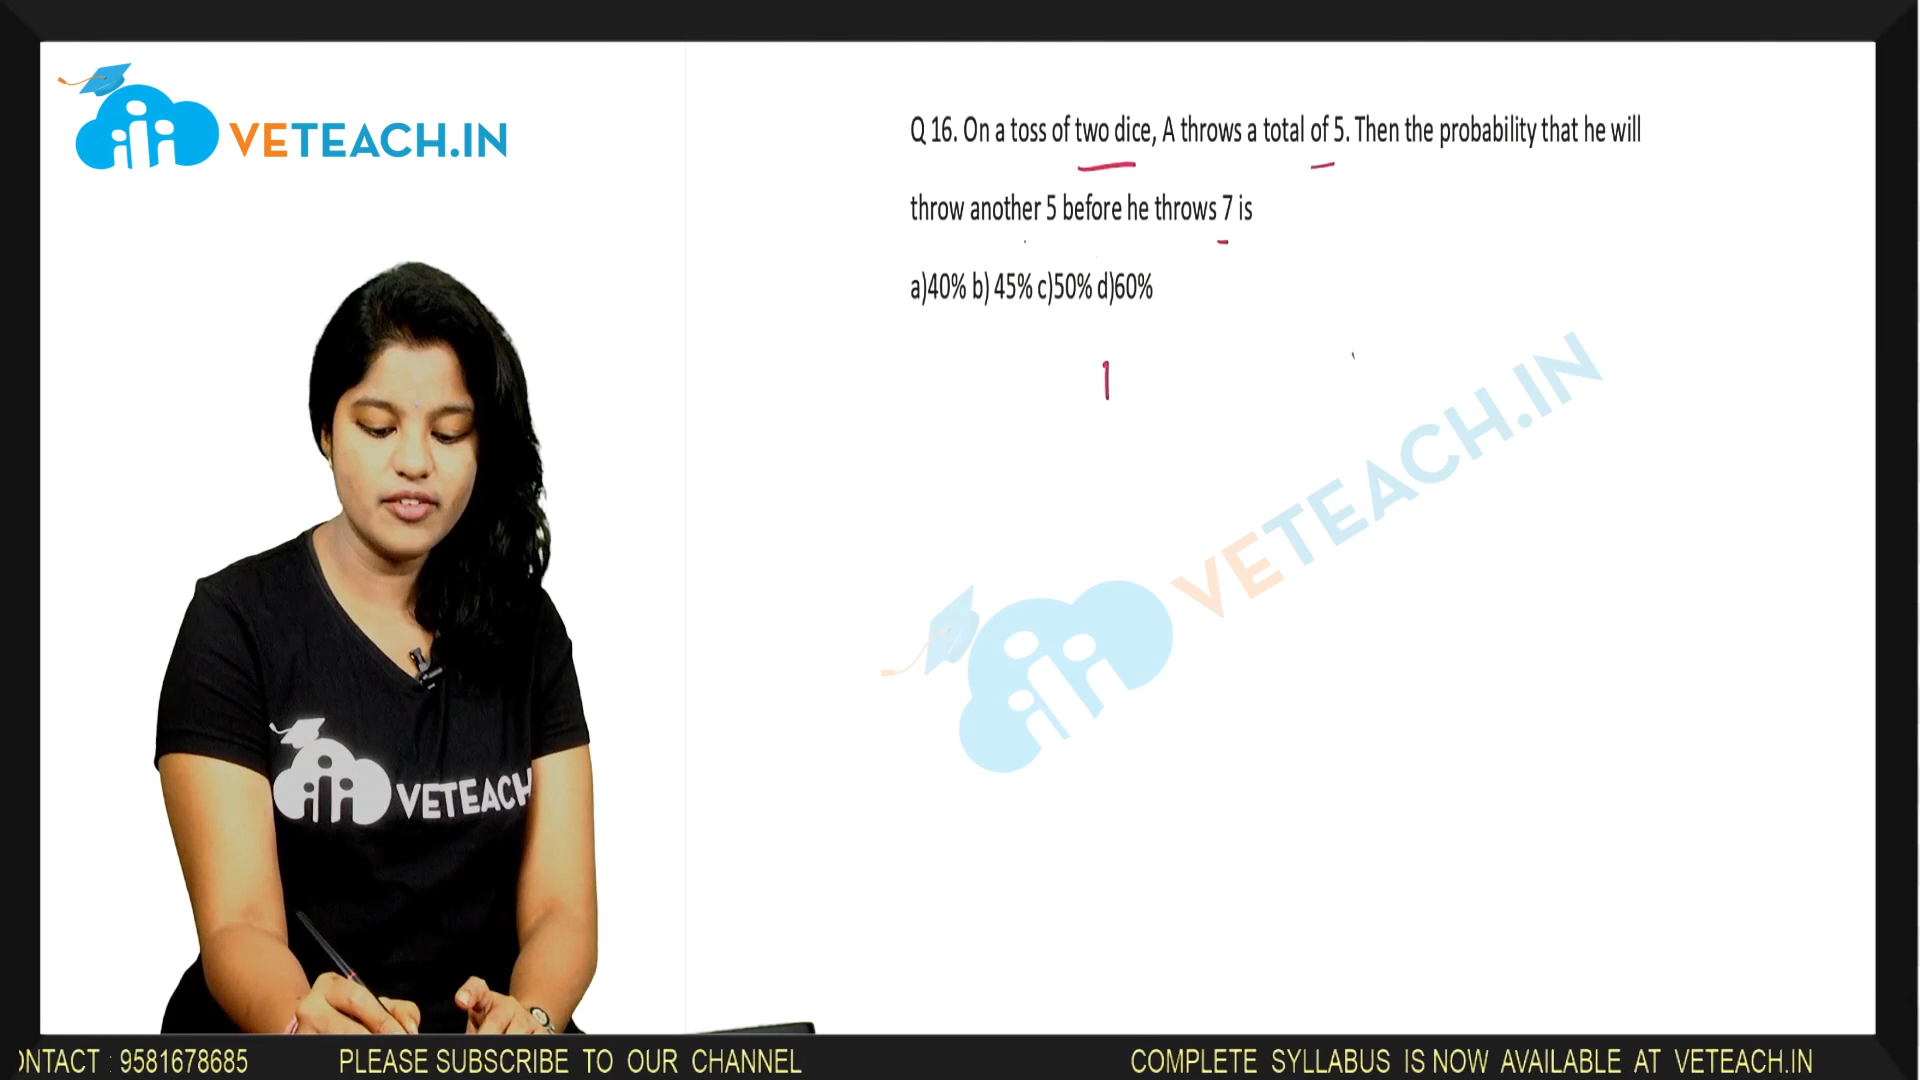 VETEACH.IN
Q 16. On a toss of two dice, A throws a total of 5. Then the probability that he will
throw another 5 before he throws 7 is
a)40% b) 45% c)50% d)60%
1
VETEACH.IN
VETEACH
ONTACT : 9581678685 PLEASE SUBSCRIBE TO OUR CHANNEL COMPLETE SYLLABUS IS NOW AVAILABLE AT VETEACH.IN